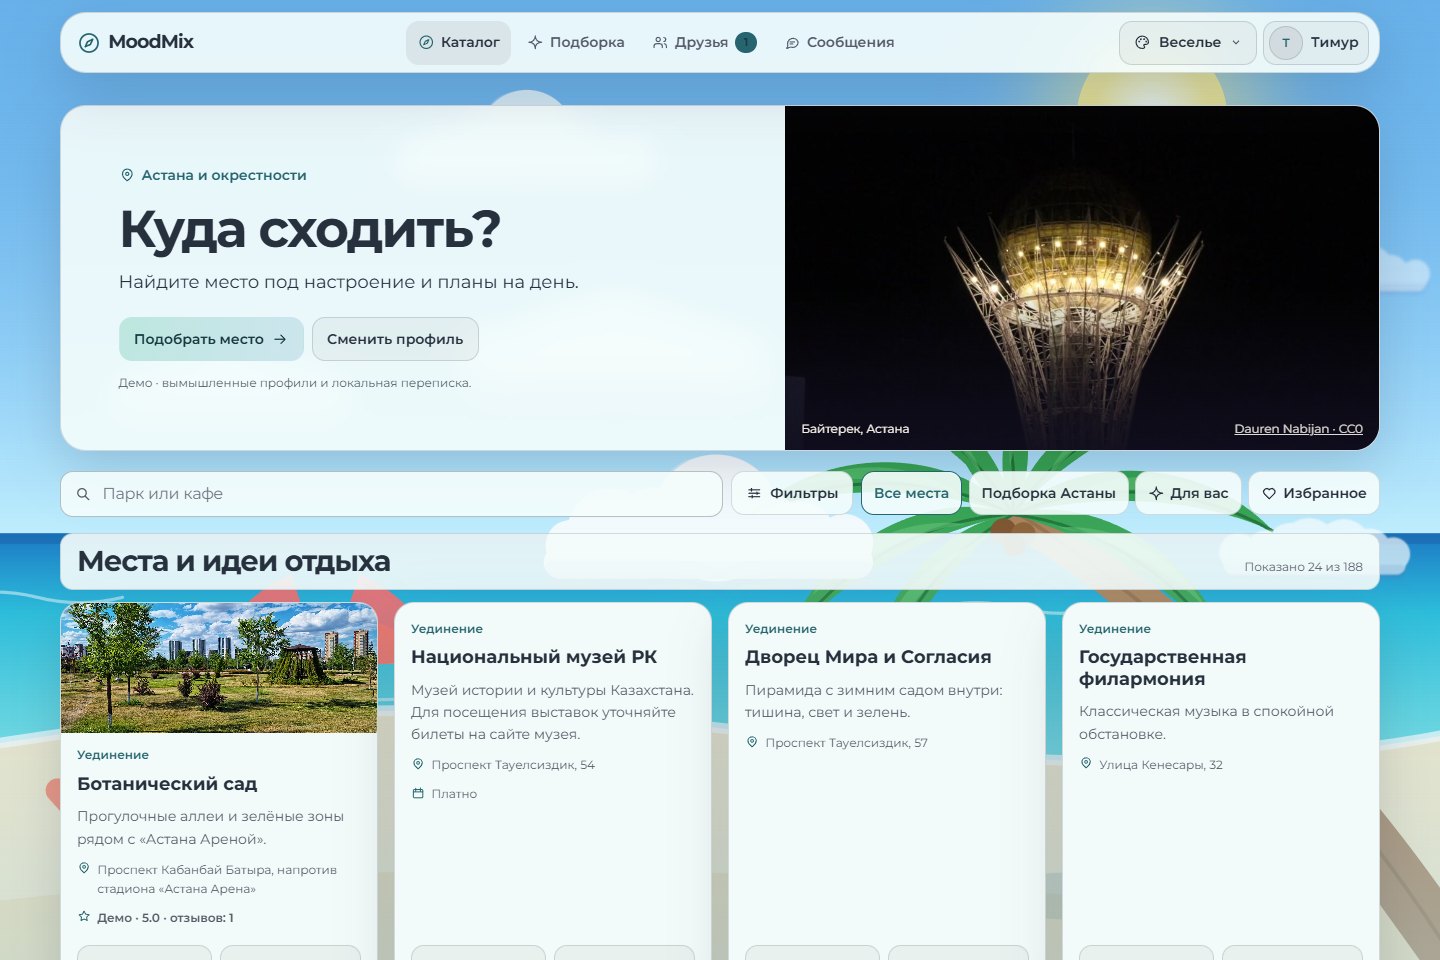 MoodMix
Каталог
Подборка
Друзья 1
Сообщения
Веселье
Т Тимур
Астана и окрестности
Куда сходить?
Найдите место под настроение и планы на день.
Подобрать место
Сменить профиль
Демо · вымышленные профили и локальная переписка.
Байтерек, Астана
Dauren Nabijan · CC0
Парк или кафе
Фильтры
Все места
Подборка Астаны
Для вас
Избранное
Места и идеи отдыха
Показано 24 из 188
Уединение
Ботанический сад
Прогулочные аллеи и зелёные зоны
рядом с «Астана Ареной».
Проспект Кабанбай Батыра, напротив
стадиона «Астана Арена»
Демо · 5.0 · отзывов: 1
Уединение
Национальный музей РК
Музей истории и культуры Казахстана.
Для посещения выставок уточняйте
билеты на сайте музея.
Проспект Тауелсиздик, 54
Платно
Уединение
Дворец Мира и Согласия
Пирамида с зимним садом внутри:
тишина, свет и зелень.
Проспект Тауелсиздик, 57
Уединение
Государственная
филармония
Классическая музыка в спокойной
обстановке.
Улица Кенесары, 32